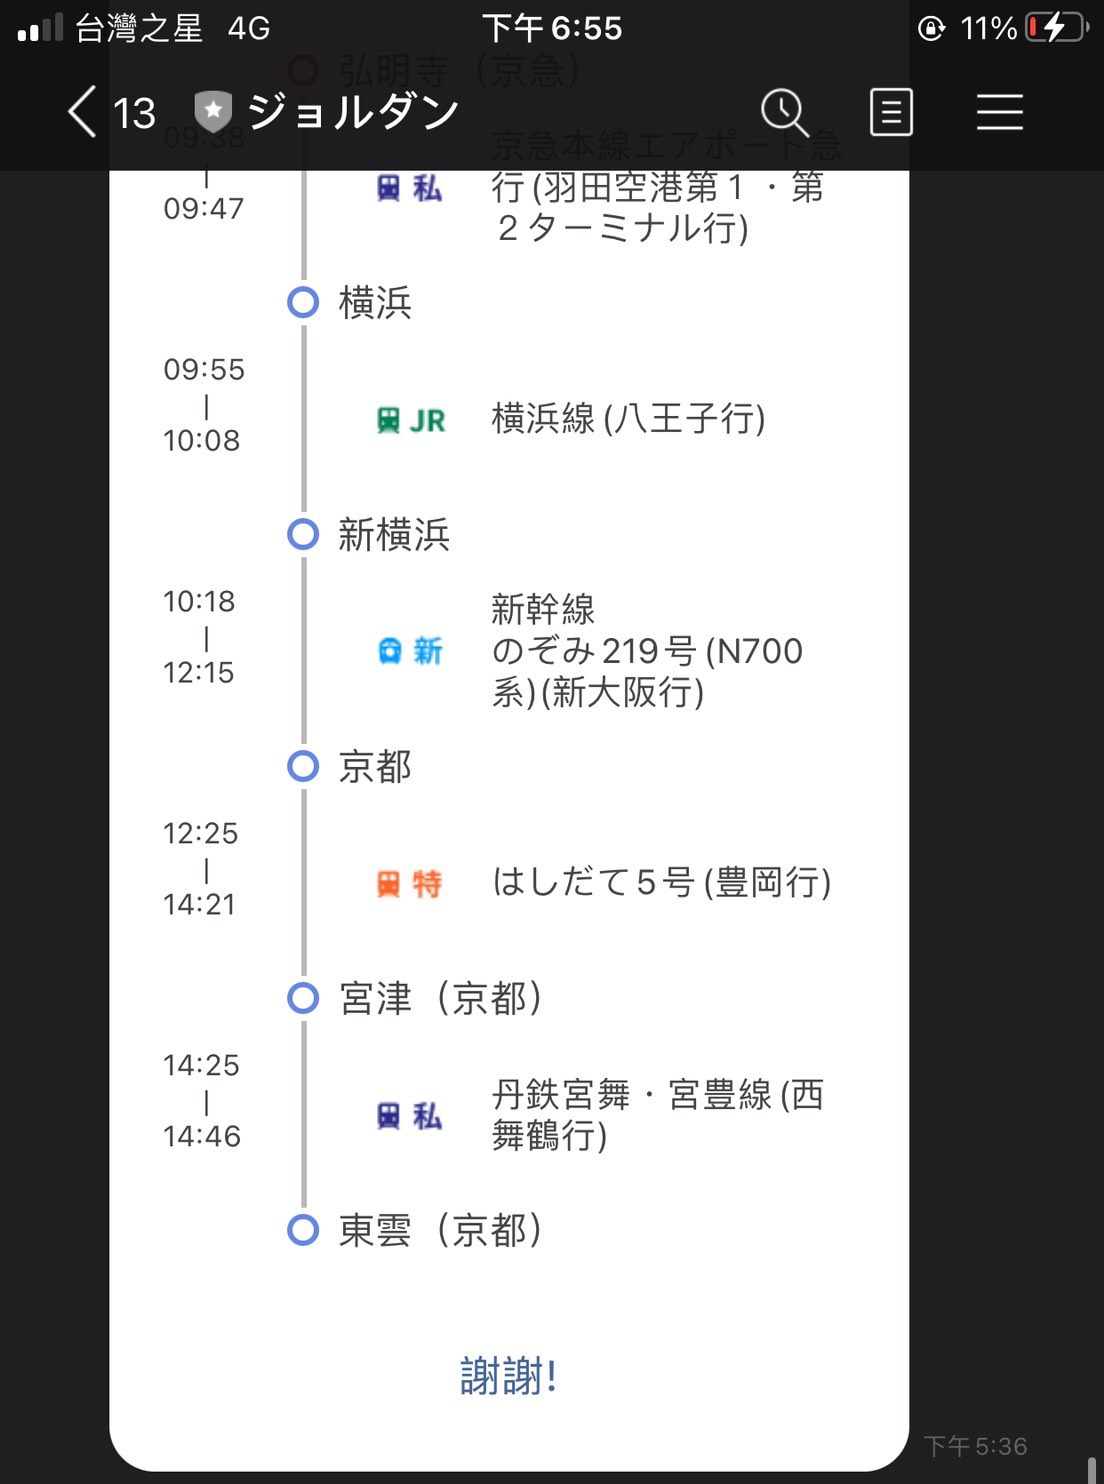 台灣之星 4G 下午6:55 11%
弘明寺（京急）
13 ジョルダン
09:38
京急本線エアポート急
| 私 行(羽田空港第１・第
09:47 ２ターミナル行)
横浜
09:55
| JR 横浜線(八王子行)
10:08
新横浜
10:18 新幹線
| 新 のぞみ219号(N700
12:15 系)(新大阪行)
京都
12:25
| 特 はしだて5号(豊岡行)
14:21
宮津（京都）
14:25 丹鉄宮舞・宮豊線(西
| 私 舞鶴行)
14:46
東雲（京都）
謝謝!
下午5:36